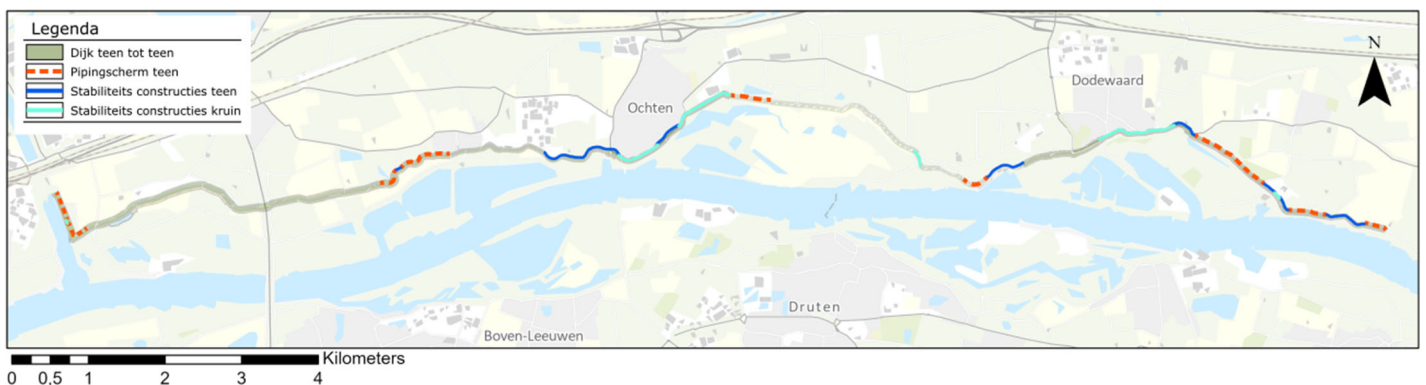 Legenda
Dijk teen tot teen
Pipingscherm teen
Stabiliteits constructies teen
Stabiliteits constructies kruin
N
Dodewaard
Ochten
Druten
Boven-Leeuwen
Kilometers
0 0.5 1 2 3 4